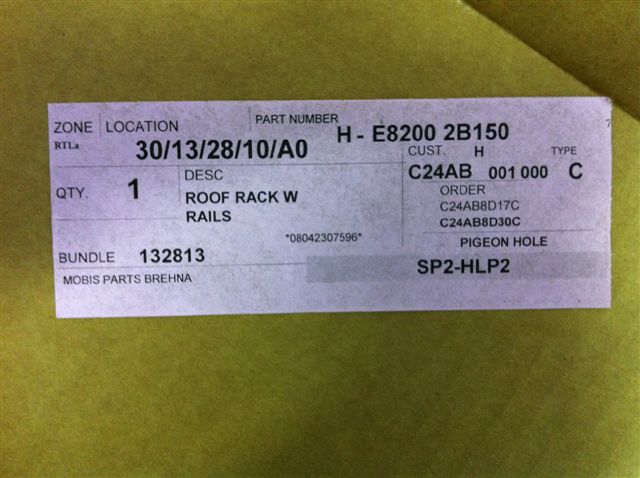 ZONE LOCATION PART NUMBER
RTLa 30/13/28/10/A0 H - E8200 2B150
CUST. H TYPE
C24AB 001 000 C
QTY. 1 DESC
ROOF RACK W
RAILS
ORDER
C24AB8D17C
C24AB8D30C
*08042307596*
PIGEON HOLE
BUNDLE 132813
SP2-HLP2
MOBIS PARTS BREHNA